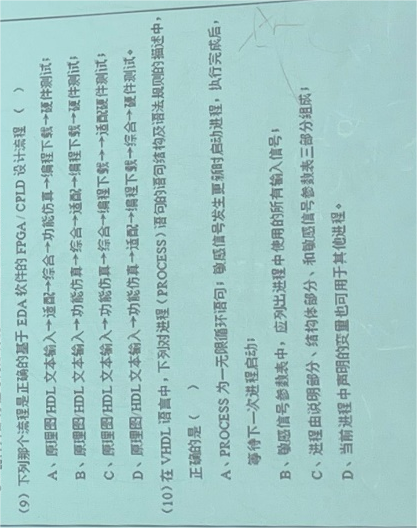 (9) 下列那个流程是正确的基于 EDA 软件的 FPGA / CPLD 设计流程 （ ）
A、原理图/HDL 文本输入→适配→综合→功能仿真→编程下载→硬件测试；
B、原理图/HDL 文本输入→功能仿真→综合→适配→编程下载→硬件测试；
C、原理图/HDL 文本输入→功能仿真→综合→编程下载→→适配硬件测试；
D、原理图/HDL 文本输入→功能仿真→适配→编程下载→综合→硬件测试。
(10) 在 VHDL 语言中，下列对进程（PROCESS）语句的语句结构及语法规则的描述中，
正确的是（ ）
A、PROCESS 为一无限循环语句；敏感信号发生更新时启动进程，执行完成后，
等待下一次进程启动；
B、敏感信号参数表中，应列出进程中使用的所有输入信号；
C、进程由说明部分、结构体部分、和敏感信号参数表三部分组成；
D、当前进程中声明的变量也可用于其他进程。